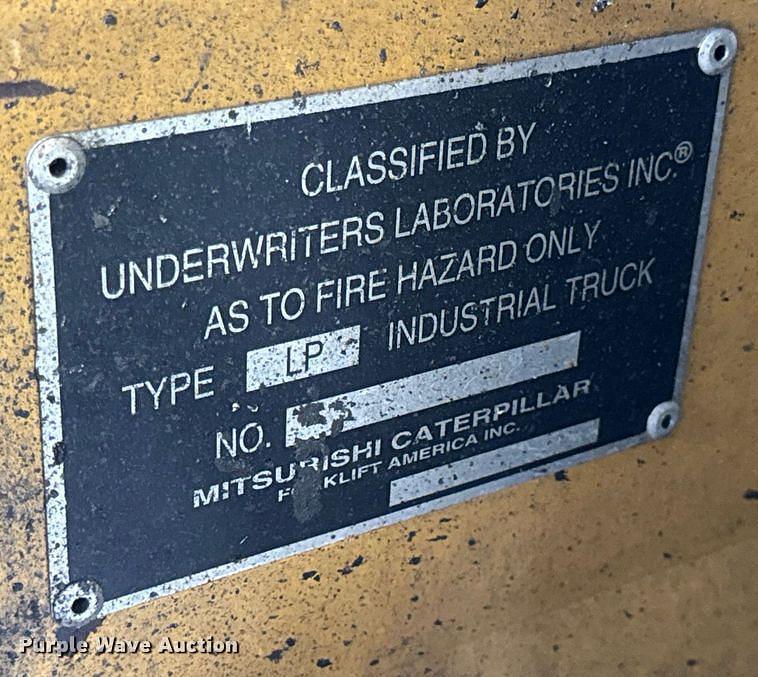 CLASSIFIED BY
UNDERWRITERS LABORATORIES INC.®
AS TO FIRE HAZARD ONLY
TYPE LP INDUSTRIAL TRUCK
NO.
MITSUBISHI CATERPILLAR
FORKLIFT AMERICA INC.
Purple Wave Auction